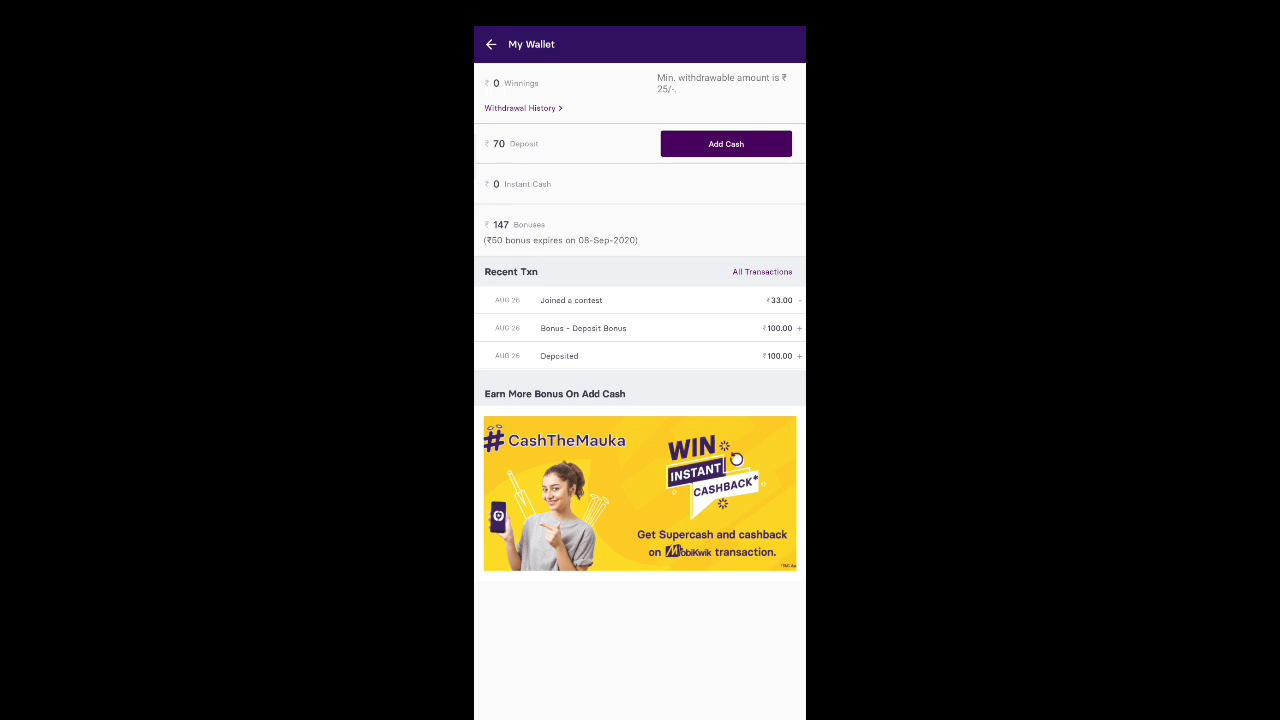 My Wallet
₹ 0 Winnings
Min. withdrawable amount is ₹
25/-.
Withdrawal History >
₹ 70 Deposit
Add Cash
₹ 0 Instant Cash
₹ 147 Bonuses
(₹50 bonus expires on 08-Sep-2020)
Recent Txn
All Transactions
AUG 26 Joined a contest ₹33.00 -
AUG 26 Bonus - Deposit Bonus ₹100.00 +
AUG 26 Deposited ₹100.00 +
Earn More Bonus On Add Cash
#CashTheMauka
WIN
INSTANT
CASHBACK*
Get Supercash and cashback
on MobiKwik transaction.